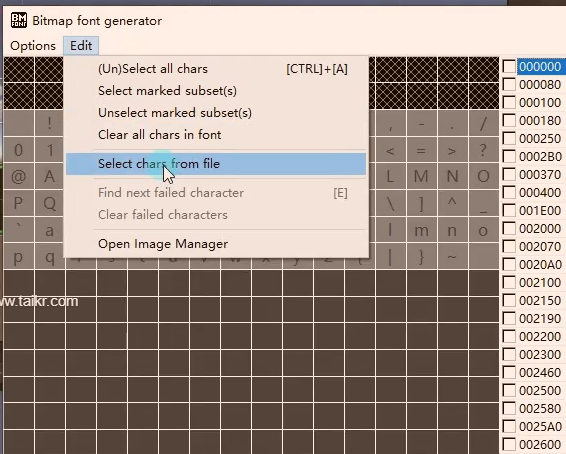 BM FONT
Bitmap font generator
Options Edit
(Un)Select all chars [CTRL]+[A]
Select marked subset(s)
Unselect marked subset(s)
Clear all chars in font
Select chars from file
Find next failed character [E]
Clear failed characters
Open Image Manager
! , - . /
0 1 < = > ?
@ A L M N O
P Q \ ] ^ _
` a l m n o
p q r s t u v w x y z { | } ~
www.taikr.com
000000
000080
000100
000180
000250
0002B0
000370
000400
001E00
002000
002070
0020A0
002100
002150
002190
002200
002300
002460
002500
002580
0025A0
002600